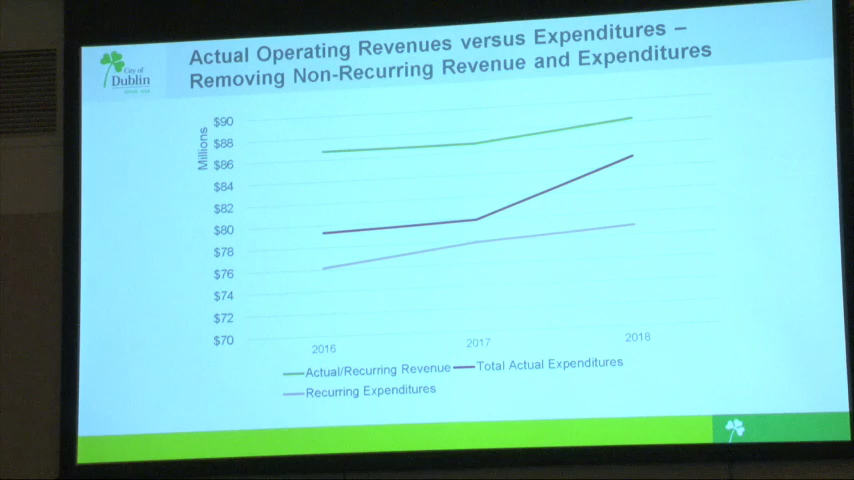 Actual Operating Revenues versus Expenditures –
Removing Non-Recurring Revenue and Expenditures
City of
Dublin
Millions
$90
$88
$86
$84
$82
$80
$78
$76
$74
$72
$70
2016
2017
2018
Actual/Recurring Revenue
Total Actual Expenditures
Recurring Expenditures